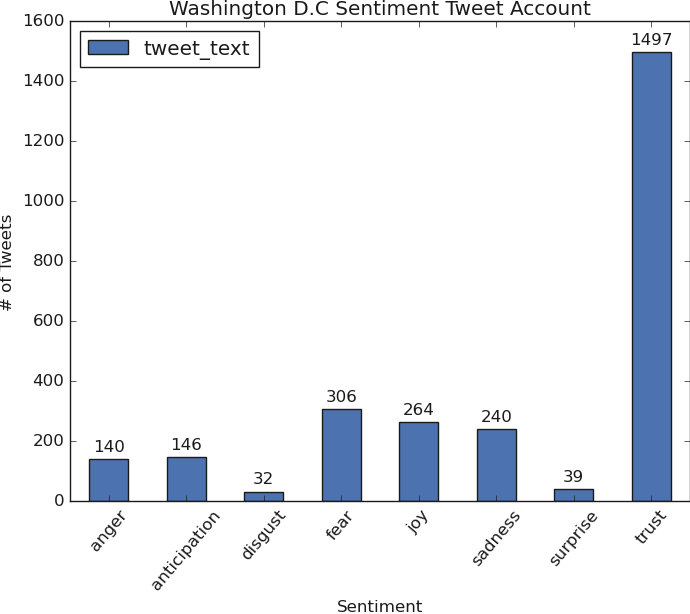 Washington D.C Sentiment Tweet Account
tweet_text
# of Tweets
1600
1400
1200
1000
800
600
400
200
0
140
146
32
306
264
240
39
1497
anger
anticipation
disgust
fear
joy
sadness
surprise
trust
Sentiment